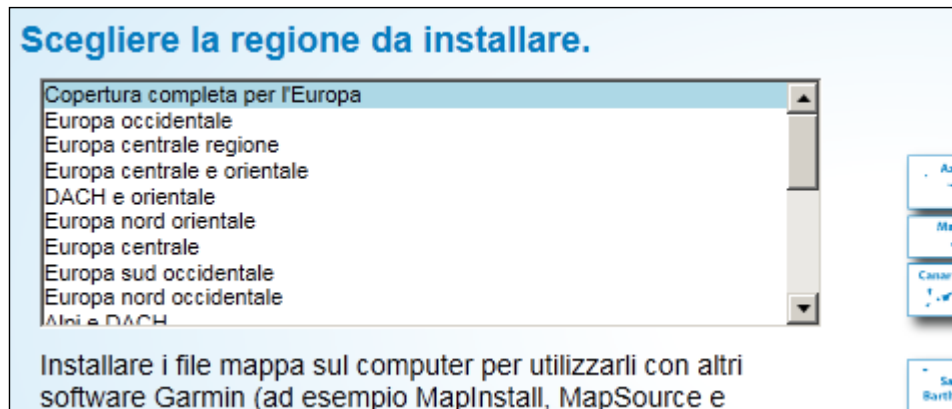 Scegliere la regione da installare.
Copertura completa per l'Europa
Europa occidentale
Europa centrale regione
Europa centrale e orientale
DACH e orientale
Europa nord orientale
Europa centrale
Europa sud occidentale
Europa nord occidentale
Alpi e DACH
Installare i file mappa sul computer per utilizzarli con altri
software Garmin (ad esempio MapInstall, MapSource e